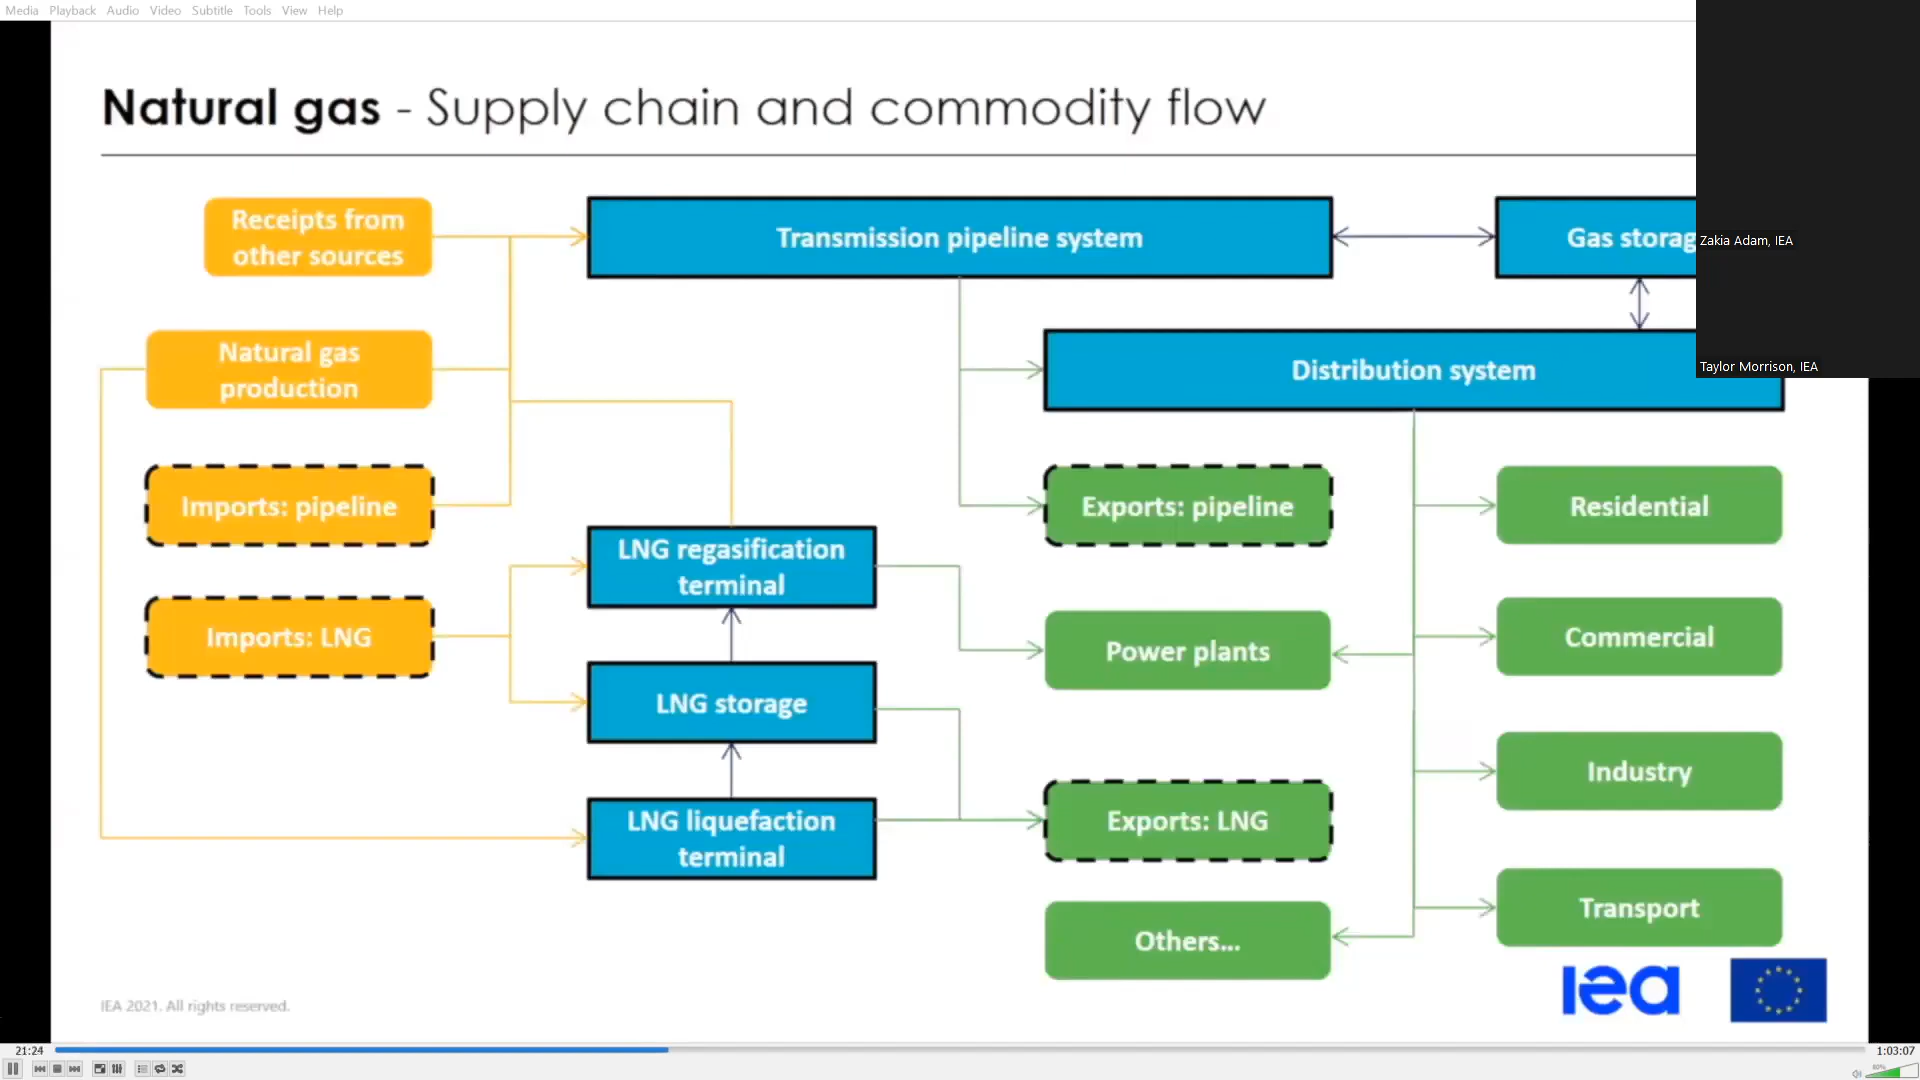 Media Playback Audio Video Subtitle Tools View Help
Natural gas - Supply chain and commodity flow
Receipts from
other sources
Transmission pipeline system
Gas storag
Zakia Adam, IEA
Natural gas
production
Distribution system
Taylor Morrison, IEA
Imports: pipeline
Exports: pipeline
Residential
LNG regasification
terminal
Imports: LNG
Power plants
Commercial
LNG storage
Industry
LNG liquefaction
terminal
Exports: LNG
Transport
Others...
iea
IEA 2021. All rights reserved.
21:24
1:03:07
80%